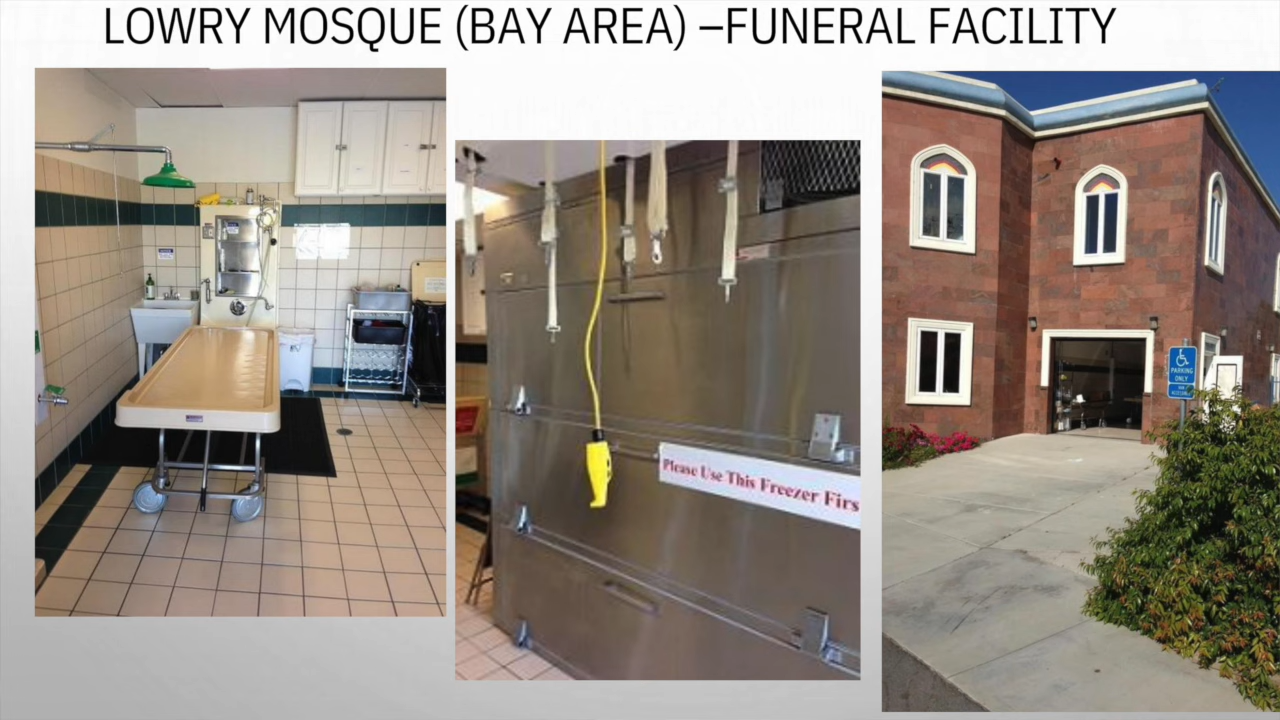 LOWRY MOSQUE (BAY AREA) –FUNERAL FACILITY
Please Use This Freezer Firs
PARKING
ONLY